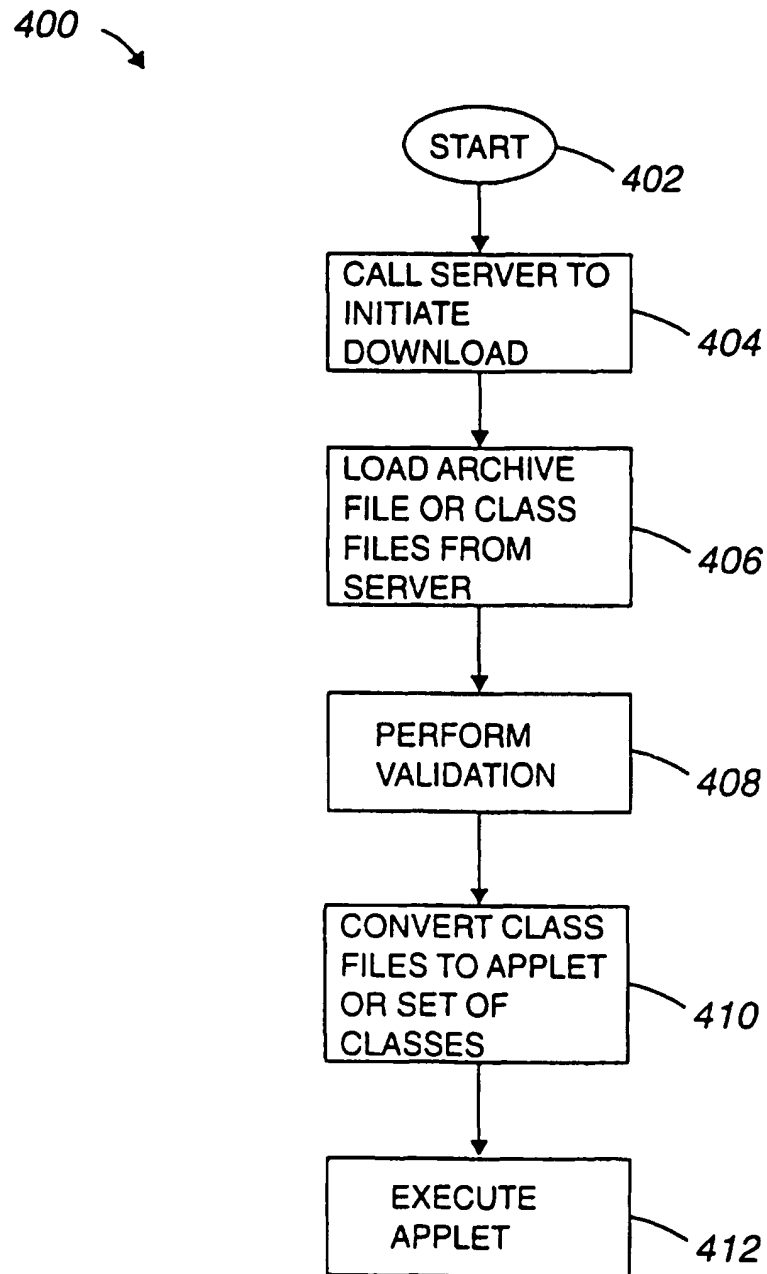 400
START
402
CALL SERVER TO
INITIATE
DOWNLOAD
404
LOAD ARCHIVE
FILE OR CLASS
FILES FROM
SERVER
406
PERFORM
VALIDATION
408
CONVERT CLASS
FILES TO APPLET
OR SET OF
CLASSES
410
EXECUTE
APPLET
412